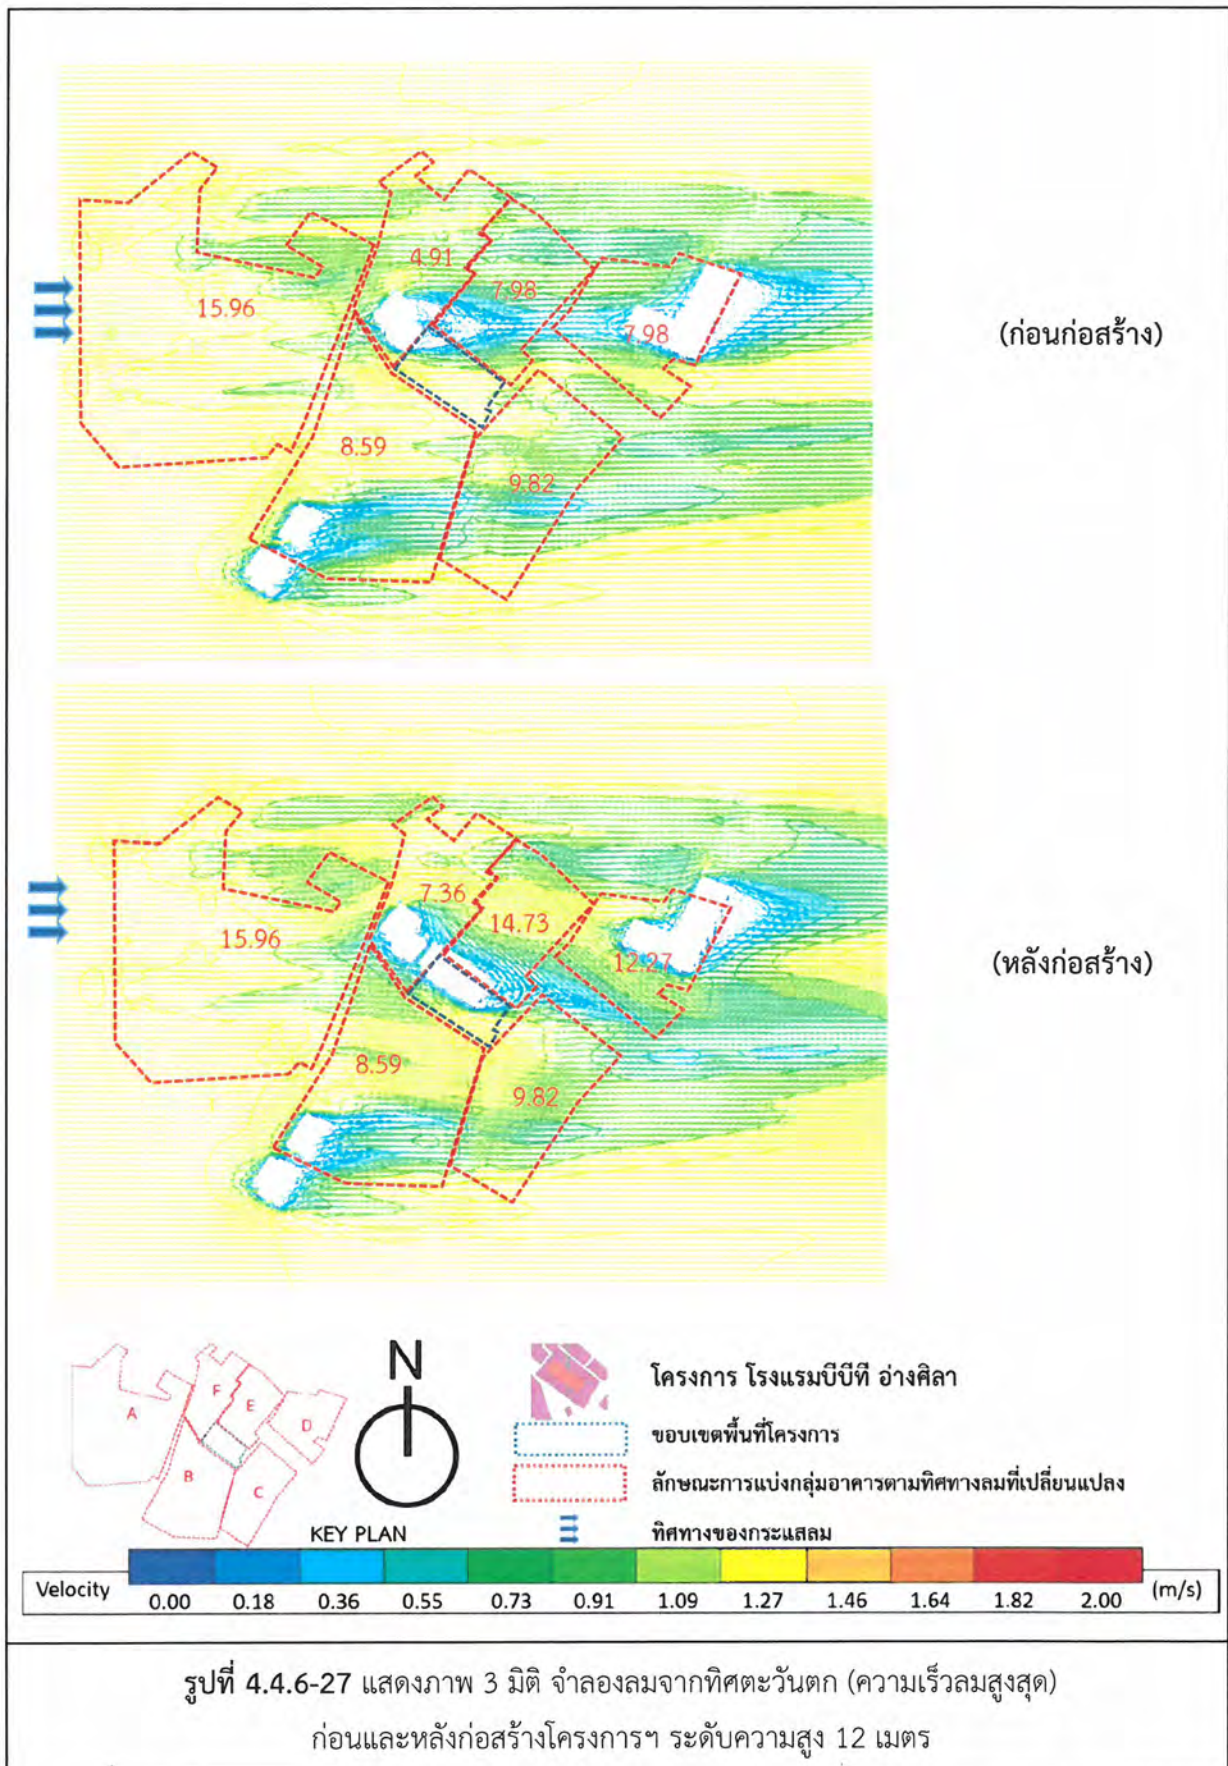 4.91
7.98
15.96
7.98
(ก่อนก่อสร้าง)
8.59
9.82
7.36
14.73
15.96
12.27
(หลังก่อสร้าง)
8.59
9.82
N
A
F
E
D
B
C
KEY PLAN
โครงการ โรงแรมบีบีที อ่างศิลา
ขอบเขตพื้นที่โครงการ
ลักษณะการแบ่งกลุ่มอาคารตามทิศทางลมที่เปลี่ยนแปลง
ทิศทางของกระแสลม
Velocity 0.00 0.18 0.36 0.55 0.73 0.91 1.09 1.27 1.46 1.64 1.82 2.00 (m/s)
รูปที่ 4.4.6-27 แสดงภาพ 3 มิติ จำลองลมจากทิศตะวันตก (ความเร็วลมสูงสุด)
ก่อนและหลังก่อสร้างโครงการฯ ระดับความสูง 12 เมตร